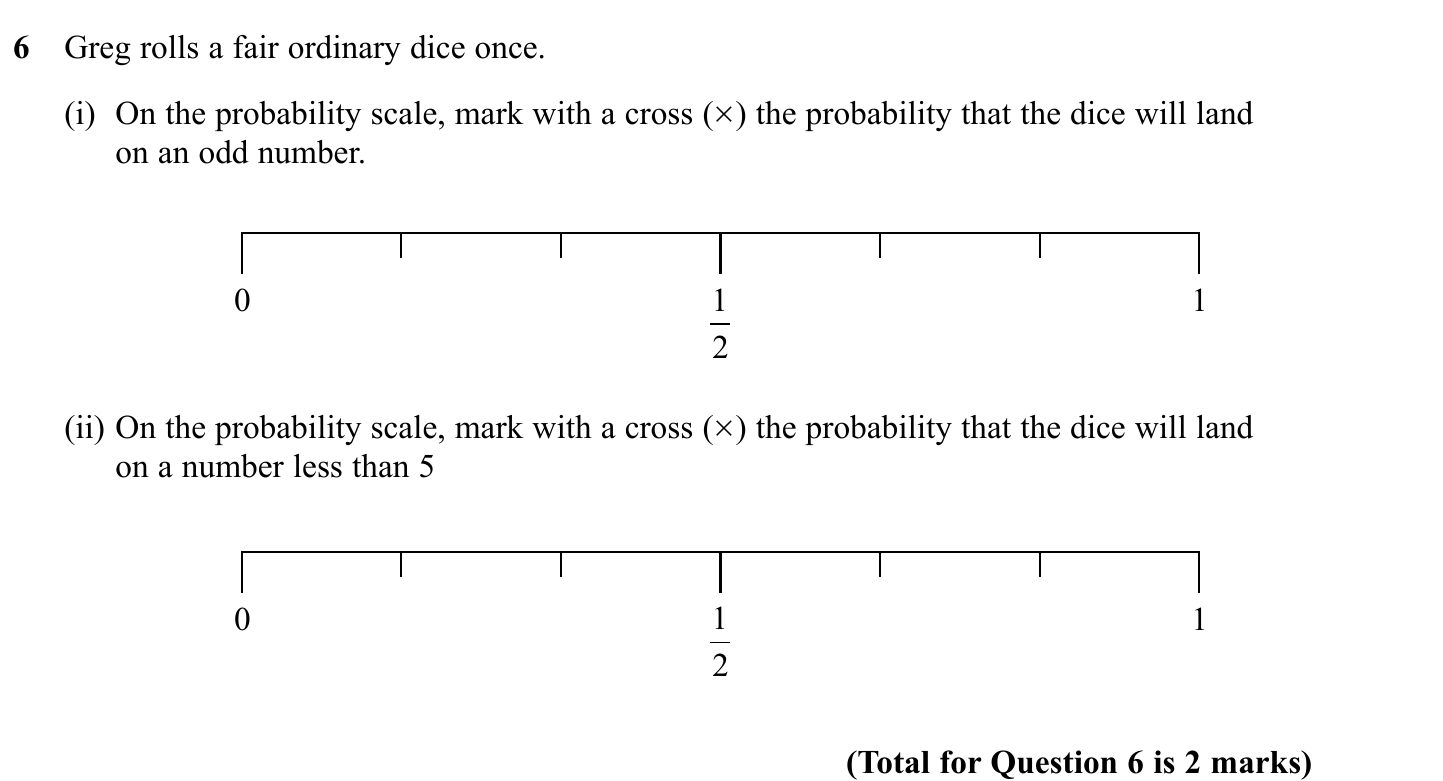 6 Greg rolls a fair ordinary dice once.
(i) On the probability scale, mark with a cross (×) the probability that the dice will land
on an odd number.
0 1/2 1
(ii) On the probability scale, mark with a cross (×) the probability that the dice will land
on a number less than 5
0 1/2 1
(Total for Question 6 is 2 marks)